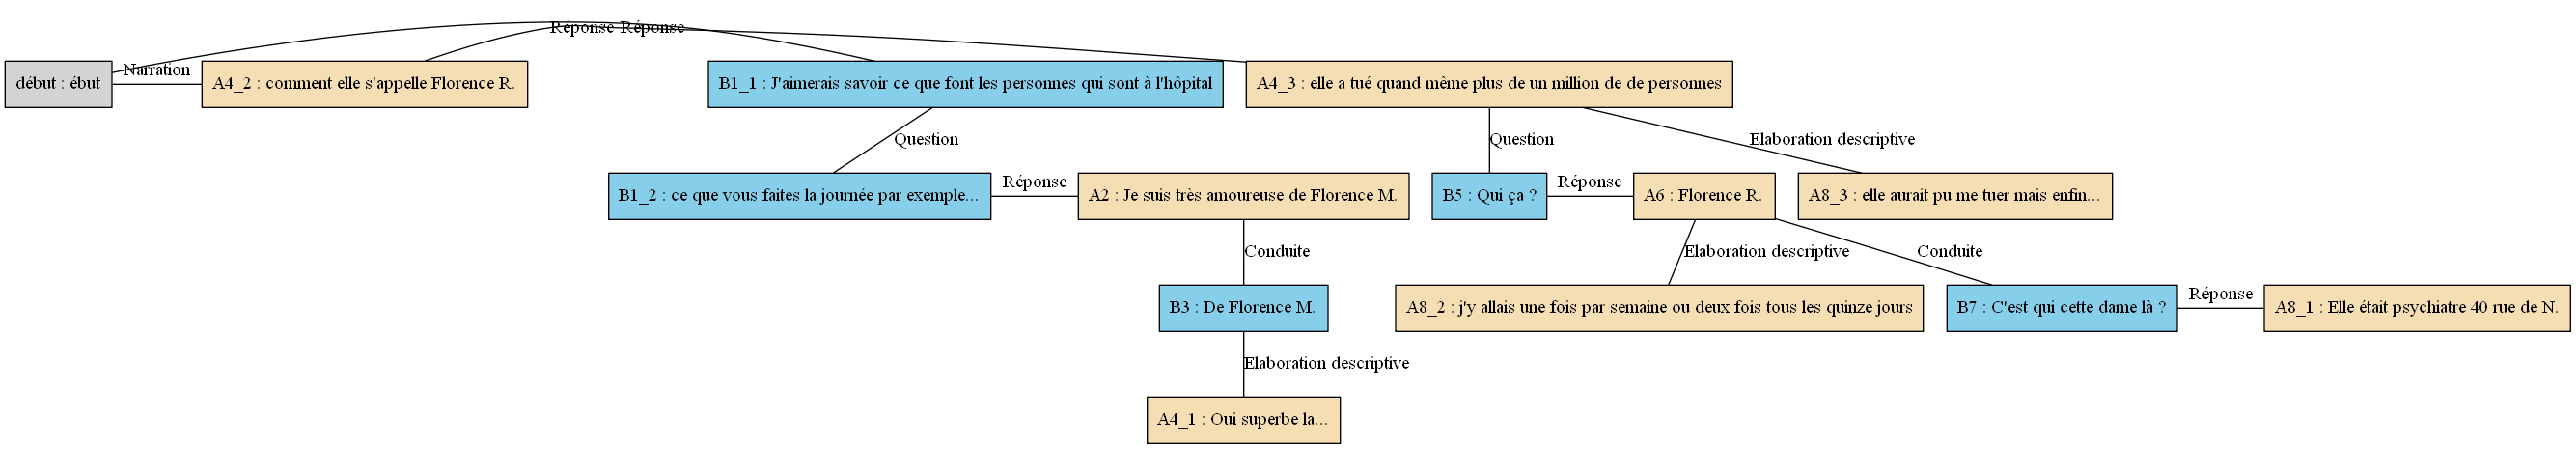 Réponse Réponse
Narration
début : ébut
A4_2 : comment elle s'appelle Florence R.
B1_1 : J'aimerais savoir ce que font les personnes qui sont à l'hôpital
A4_3 : elle a tué quand même plus de un million de de personnes
Question
Question
Elaboration descriptive
B1_2 : ce que vous faites la journée par exemple...
Réponse
A2 : Je suis très amoureuse de Florence M.
B5 : Qui ça ?
Réponse
A6 : Florence R.
A8_3 : elle aurait pu me tuer mais enfin...
Conduite
Elaboration descriptive
Conduite
B3 : De Florence M.
A8_2 : j'y allais une fois par semaine ou deux fois tous les quinze jours
B7 : C'est qui cette dame là ?
Réponse
A8_1 : Elle était psychiatre 40 rue de N.
Elaboration descriptive
A4_1 : Oui superbe la...